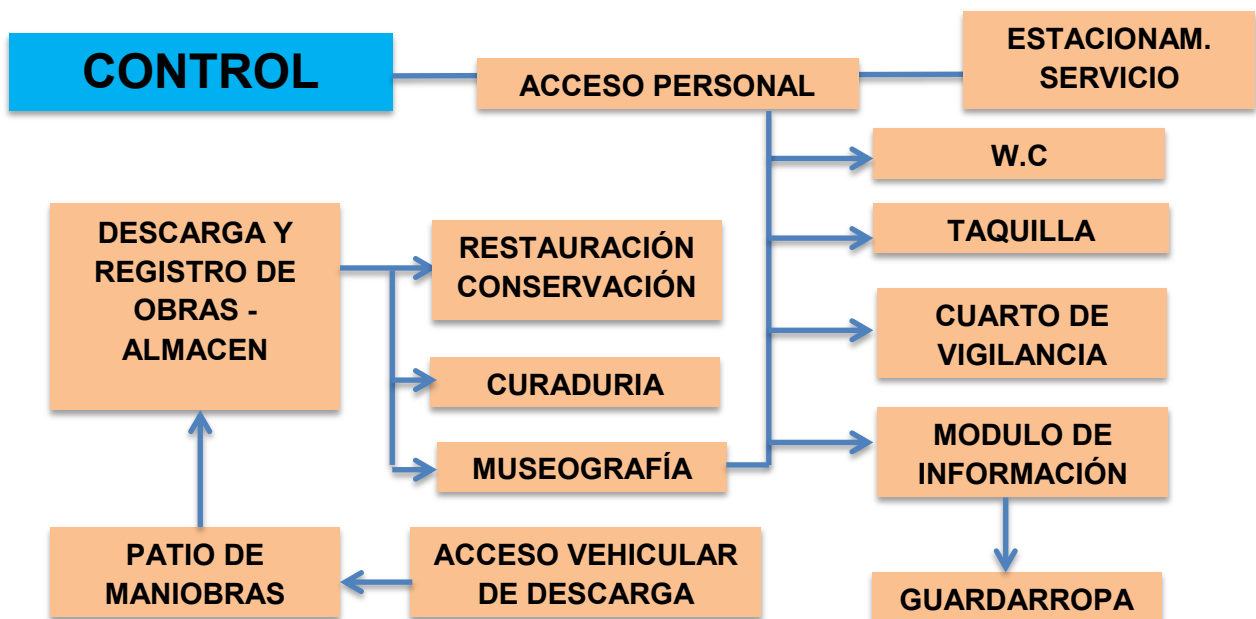 CONTROL
ACCESO PERSONAL
ESTACIONAM.
SERVICIO
W.C
TAQUILLA
CUARTO DE
VIGILANCIA
MODULO DE
INFORMACIÓN
GUARDARROPA
DESCARGA Y
REGISTRO DE
OBRAS -
ALMACEN
RESTAURACIÓN
CONSERVACIÓN
CURADURIA
MUSEOGRAFÍA
PATIO DE
MANIOBRAS
ACCESO VEHICULAR
DE DESCARGA